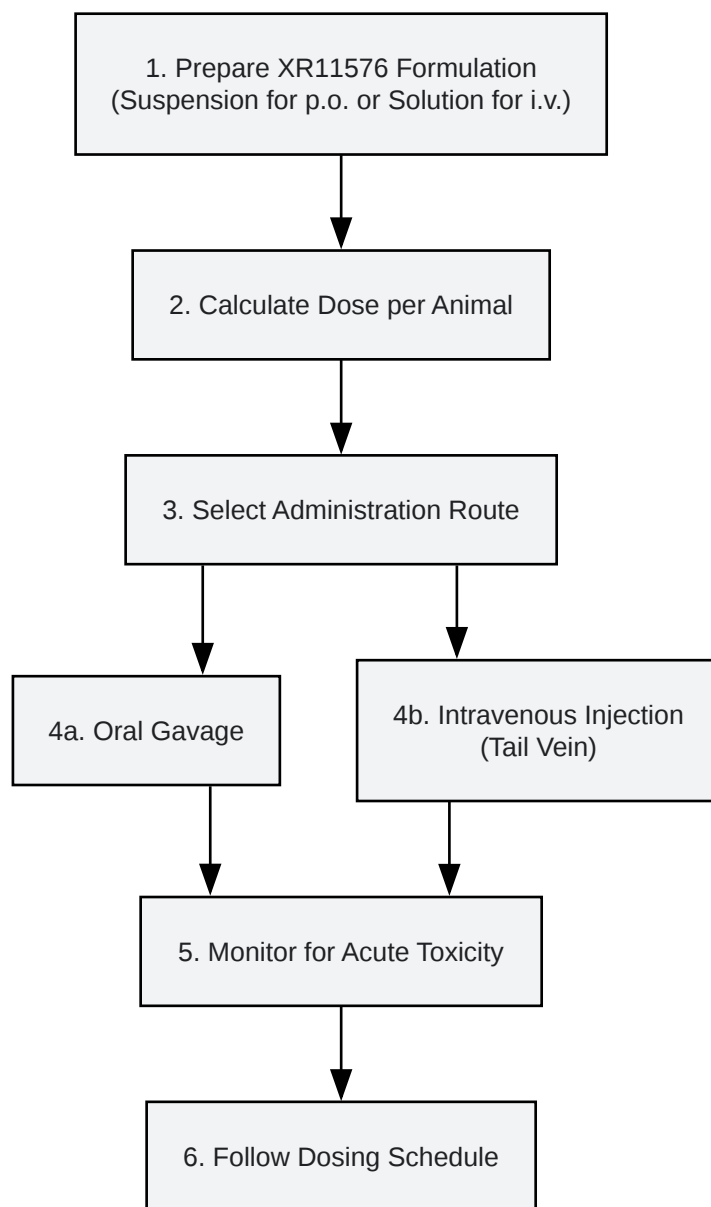 1. Prepare XR11576 Formulation
(Suspension for p.o. or Solution for i.v.)
2. Calculate Dose per Animal
3. Select Administration Route
4a. Oral Gavage
4b. Intravenous Injection
(Tail Vein)
5. Monitor for Acute Toxicity
6. Follow Dosing Schedule